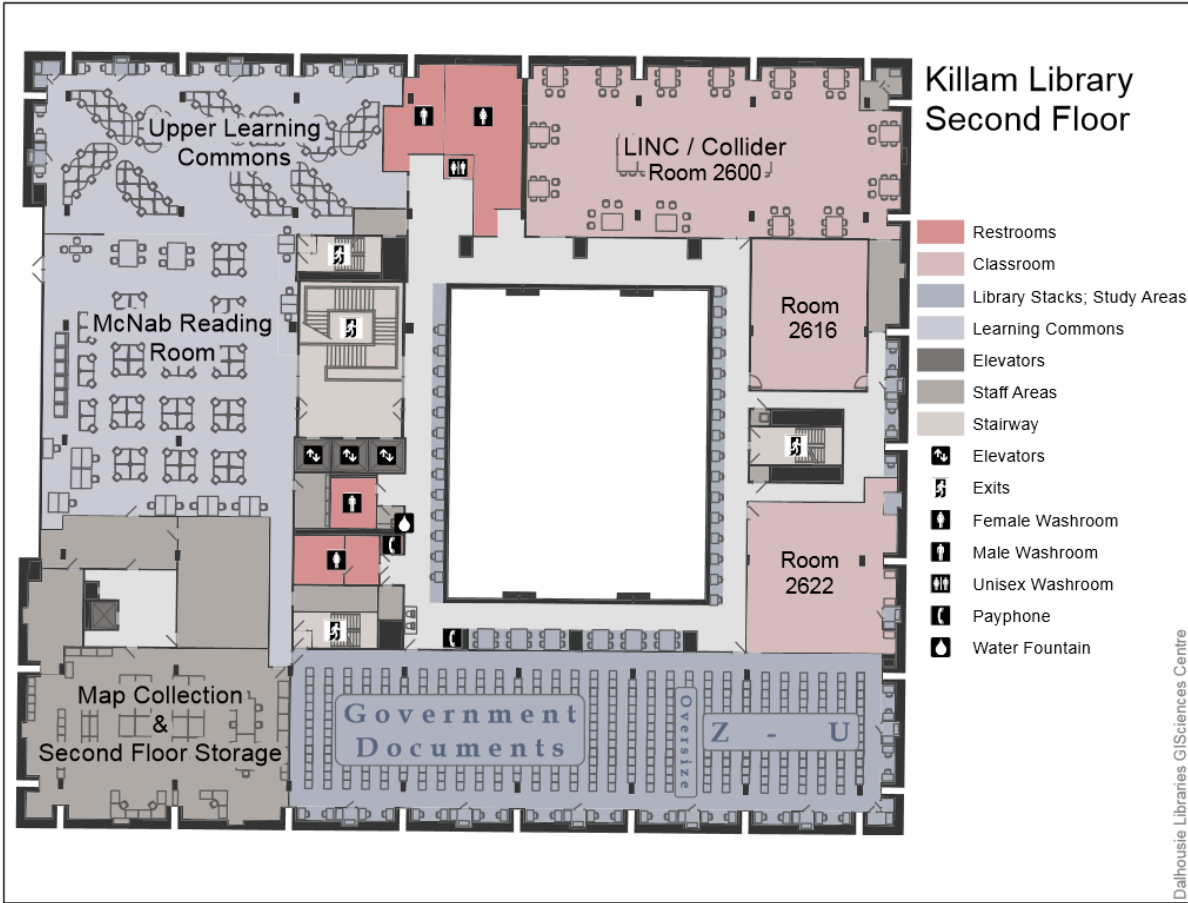 Killam Library
Second Floor
Upper Learning
Commons
LINC / Collider
Room 2600
McNab Reading
Room
Room
2616
Room
2622
Map Collection
&
Second Floor Storage
Government
Documents
Oversize
Z - U
Restrooms
Classroom
Library Stacks; Study Areas
Learning Commons
Elevators
Staff Areas
Stairway
Elevators
Exits
Female Washroom
Male Washroom
Unisex Washroom
Payphone
Water Fountain
Dalhousie Libraries GISciences Centre